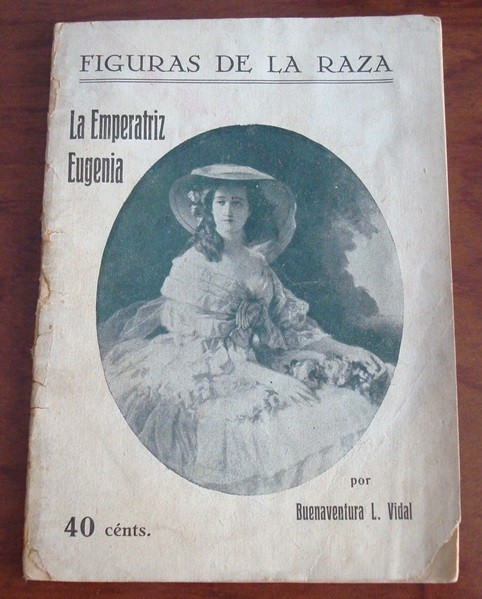 FIGURAS DE LA RAZA
La Emperatriz
Eugenia
por
Buenaventura L. Vidal
40 cénts.